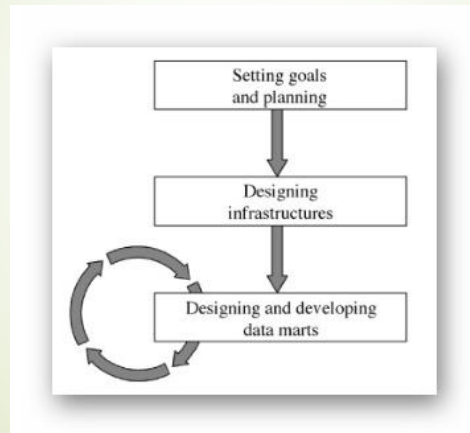 Setting goals
and planning
Designing
infrastructures
Designing and developing
data marts